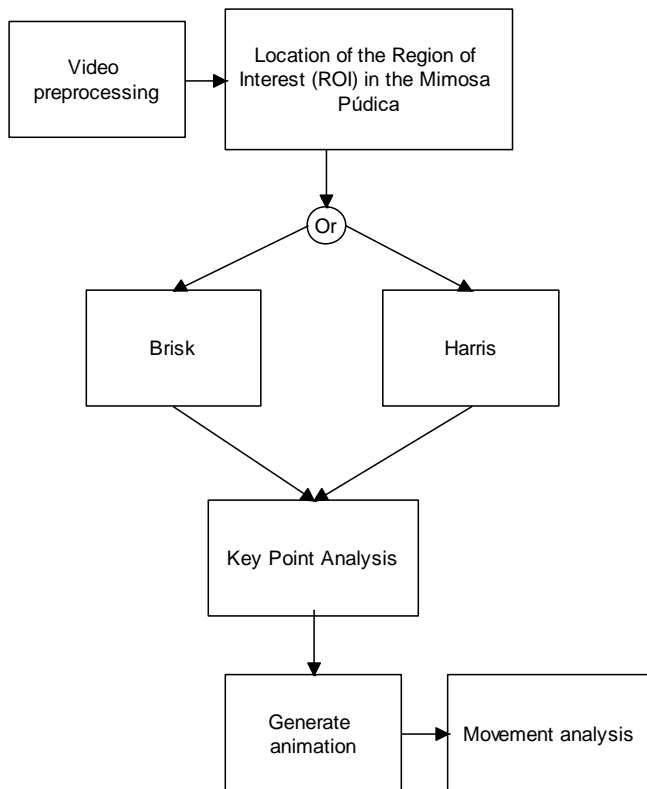 Video
preprocessing
Location of the Region of
Interest (ROI) in the Mimosa
Púdica
Or
Brisk
Harris
Key Point Analysis
Generate
animation
Movement analysis